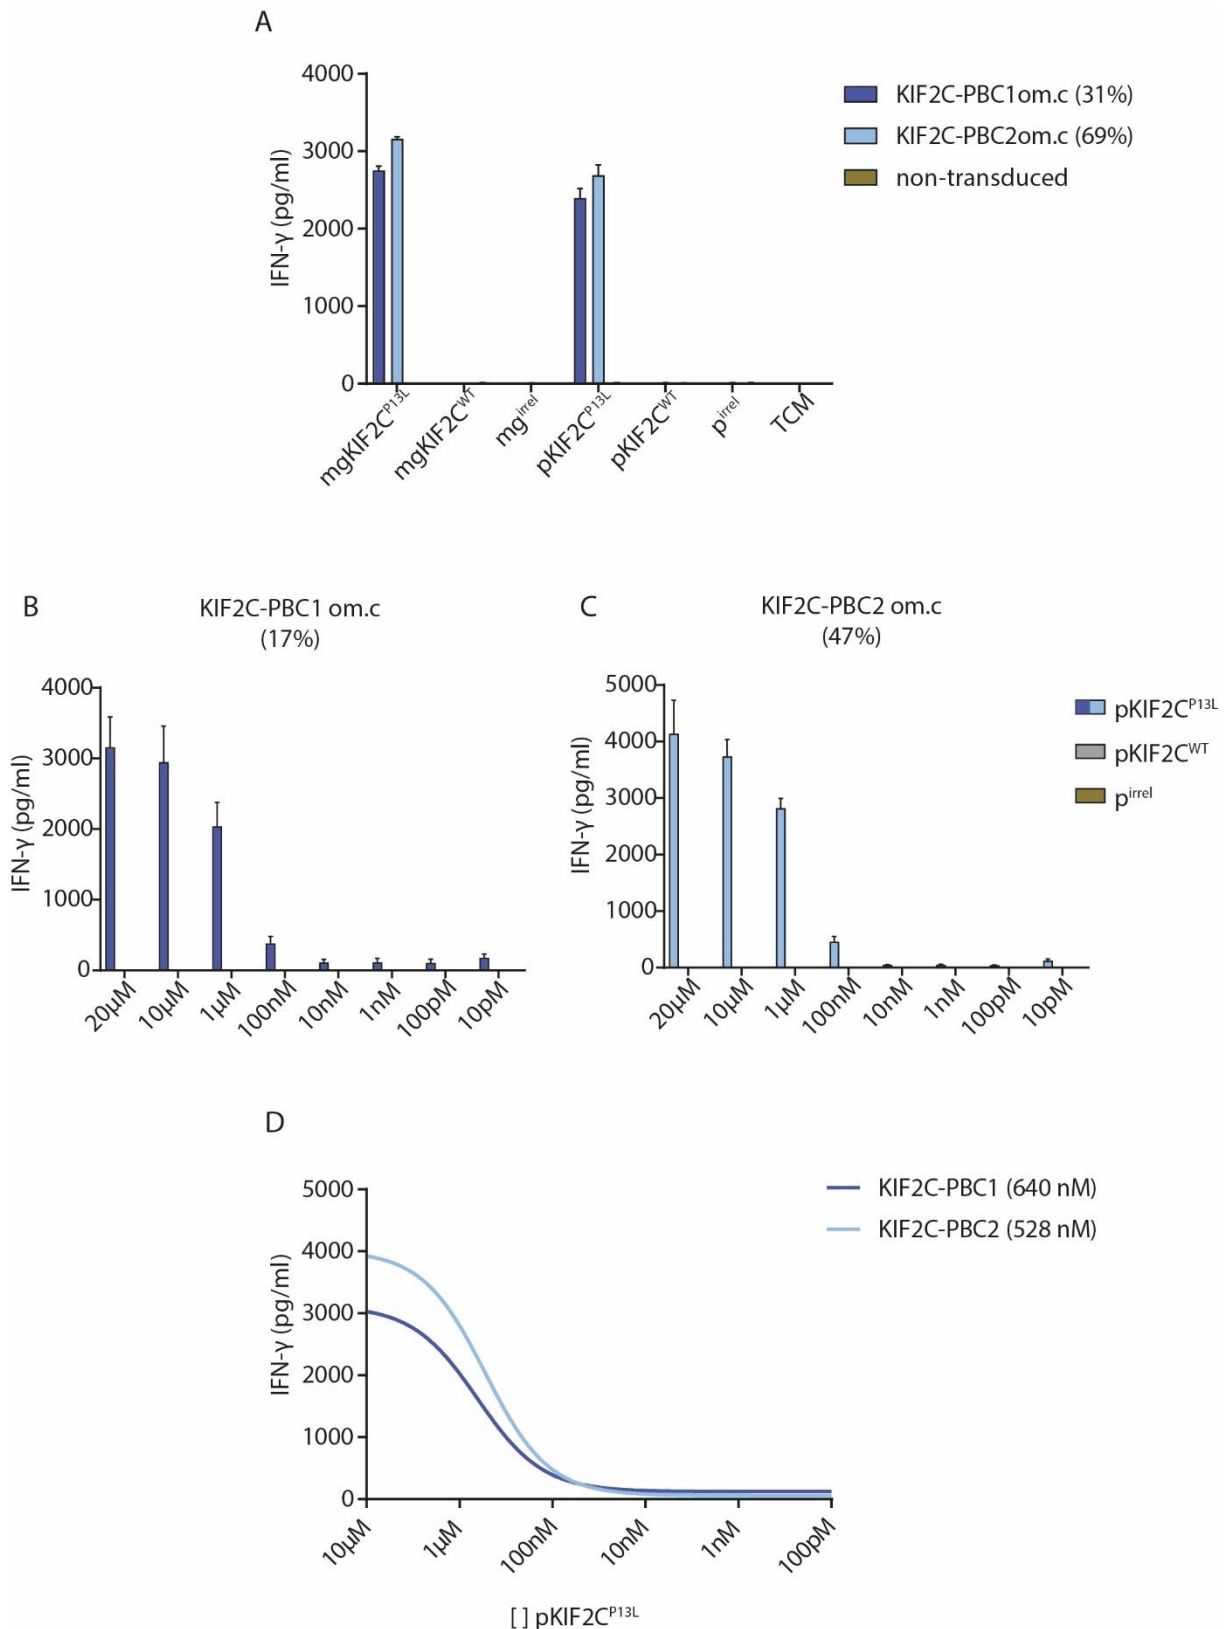 A
4000
3000
2000
1000
0
IFN-γ (pg/ml)
KIF2C-PBC1om.c (31%)
KIF2C-PBC2om.c (69%)
non-transduced
mgKIF2C^P13L
mgKIF2C^WT
mg^irrel
pKIF2C^P13L
pKIF2C^WT
p^irrel
TCM
B
KIF2C-PBC1 om.c
(17%)
4000
3000
2000
1000
0
IFN-γ (pg/ml)
20µM
10µM
1µM
100nM
10nM
1nM
100pM
10pM
C
KIF2C-PBC2 om.c
(47%)
5000
4000
3000
2000
1000
0
IFN-γ (pg/ml)
20µM
10µM
1µM
100nM
10nM
1nM
100pM
10pM
pKIF2C^P13L
pKIF2C^WT
p^irrel
D
5000
4000
3000
2000
1000
0
IFN-γ (pg/ml)
KIF2C-PBC1 (640 nM)
KIF2C-PBC2 (528 nM)
10µM
1µM
100nM
10nM
1nM
100pM
[ ] pKIF2C^P13L